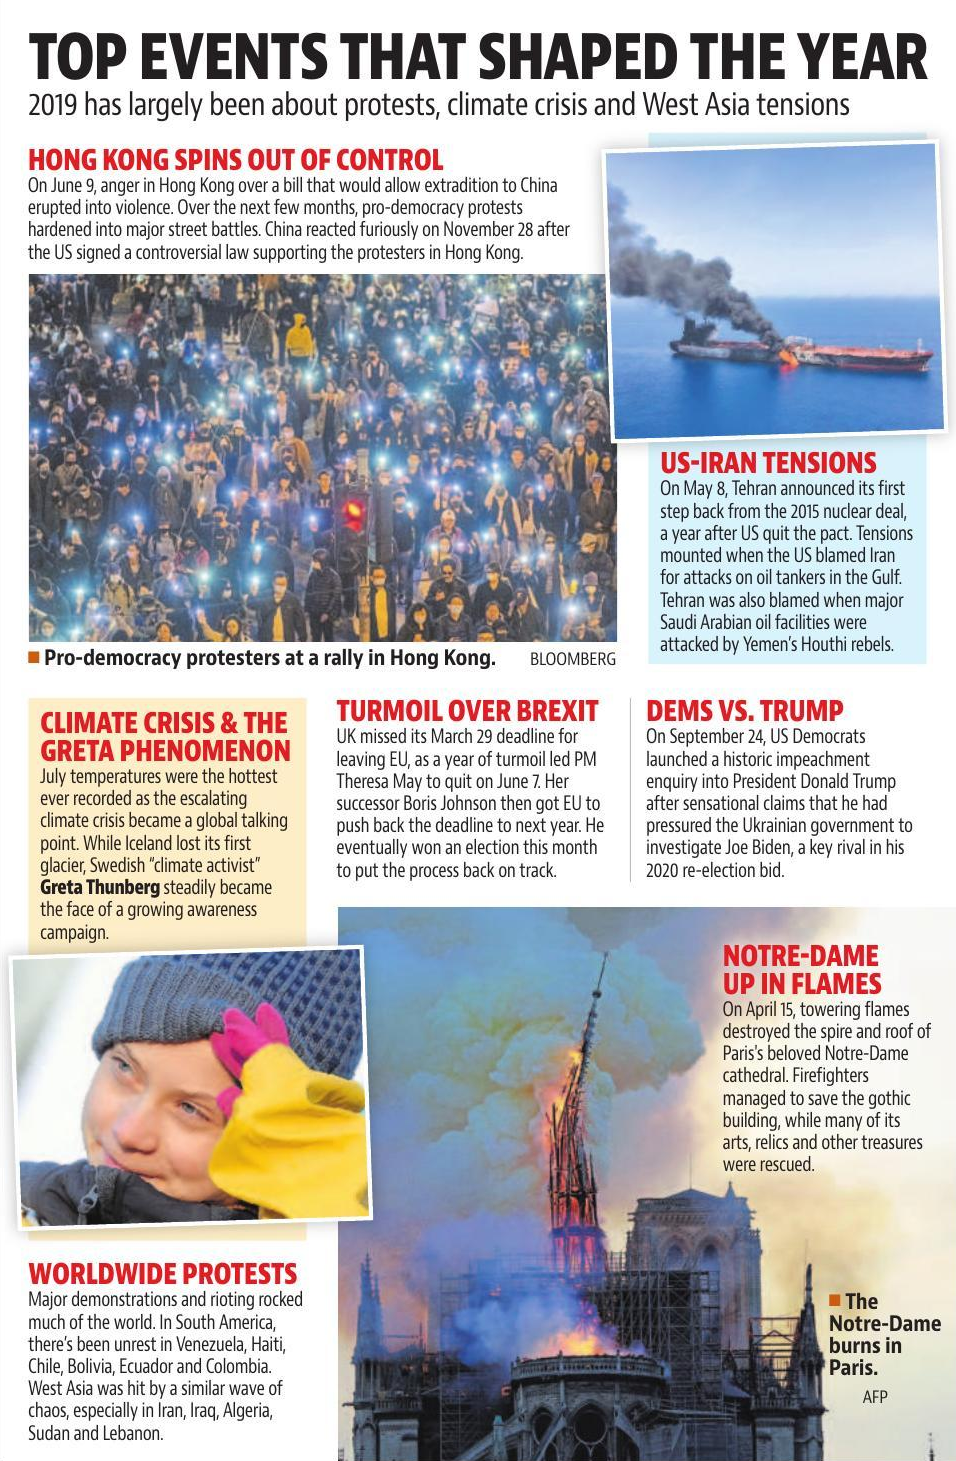 TOP EVENTS THAT SHAPED THE YEAR
2019 has largely been about protests, climate crisis and West Asia tensions
HONG KONG SPINS OUT OF CONTROL
On June 9, anger in Hong Kong over a bill that would allow extradition to China
erupted into violence. Over the next few months, pro-democracy protests
hardened into major street battles. China reacted furiously on November 28 after
the US signed a controversial law supporting the protesters in Hong Kong.
■ Pro-democracy protesters at a rally in Hong Kong. BLOOMBERG
US-IRAN TENSIONS
On May 8, Tehran announced its first
step back from the 2015 nuclear deal,
a year after US quit the pact. Tensions
mounted when the US blamed Iran
for attacks on oil tankers in the Gulf.
Tehran was also blamed when major
Saudi Arabian oil facilities were
attacked by Yemen's Houthi rebels.
CLIMATE CRISIS & THE
GRETA PHENOMENON
July temperatures were the hottest
ever recorded as the escalating
climate crisis became a global talking
point. While Iceland lost its first
glacier, Swedish “climate activist”
Greta Thunberg steadily became
the face of a growing awareness
campaign.
TURMOIL OVER BREXIT
UK missed its March 29 deadline for
leaving EU, as a year of turmoil led PM
Theresa May to quit on June 7. Her
successor Boris Johnson then got EU to
push back the deadline to next year. He
eventually won an election this month
to put the process back on track.
DEMS VS. TRUMP
On September 24, US Democrats
launched a historic impeachment
enquiry into President Donald Trump
after sensational claims that he had
pressured the Ukrainian government to
investigate Joe Biden, a key rival in his
2020 re-election bid.
NOTRE-DAME
UP IN FLAMES
On April 15, towering flames
destroyed the spire and roof of
Paris's beloved Notre-Dame
cathedral. Firefighters
managed to save the gothic
building, while many of its
arts, relics and other treasures
were rescued.
■ The
Notre-Dame
burns in
Paris.
AFP
WORLDWIDE PROTESTS
Major demonstrations and rioting rocked
much of the world. In South America,
there's been unrest in Venezuela, Haiti,
Chile, Bolivia, Ecuador and Colombia.
West Asia was hit by a similar wave of
chaos, especially in Iran, Iraq, Algeria,
Sudan and Lebanon.